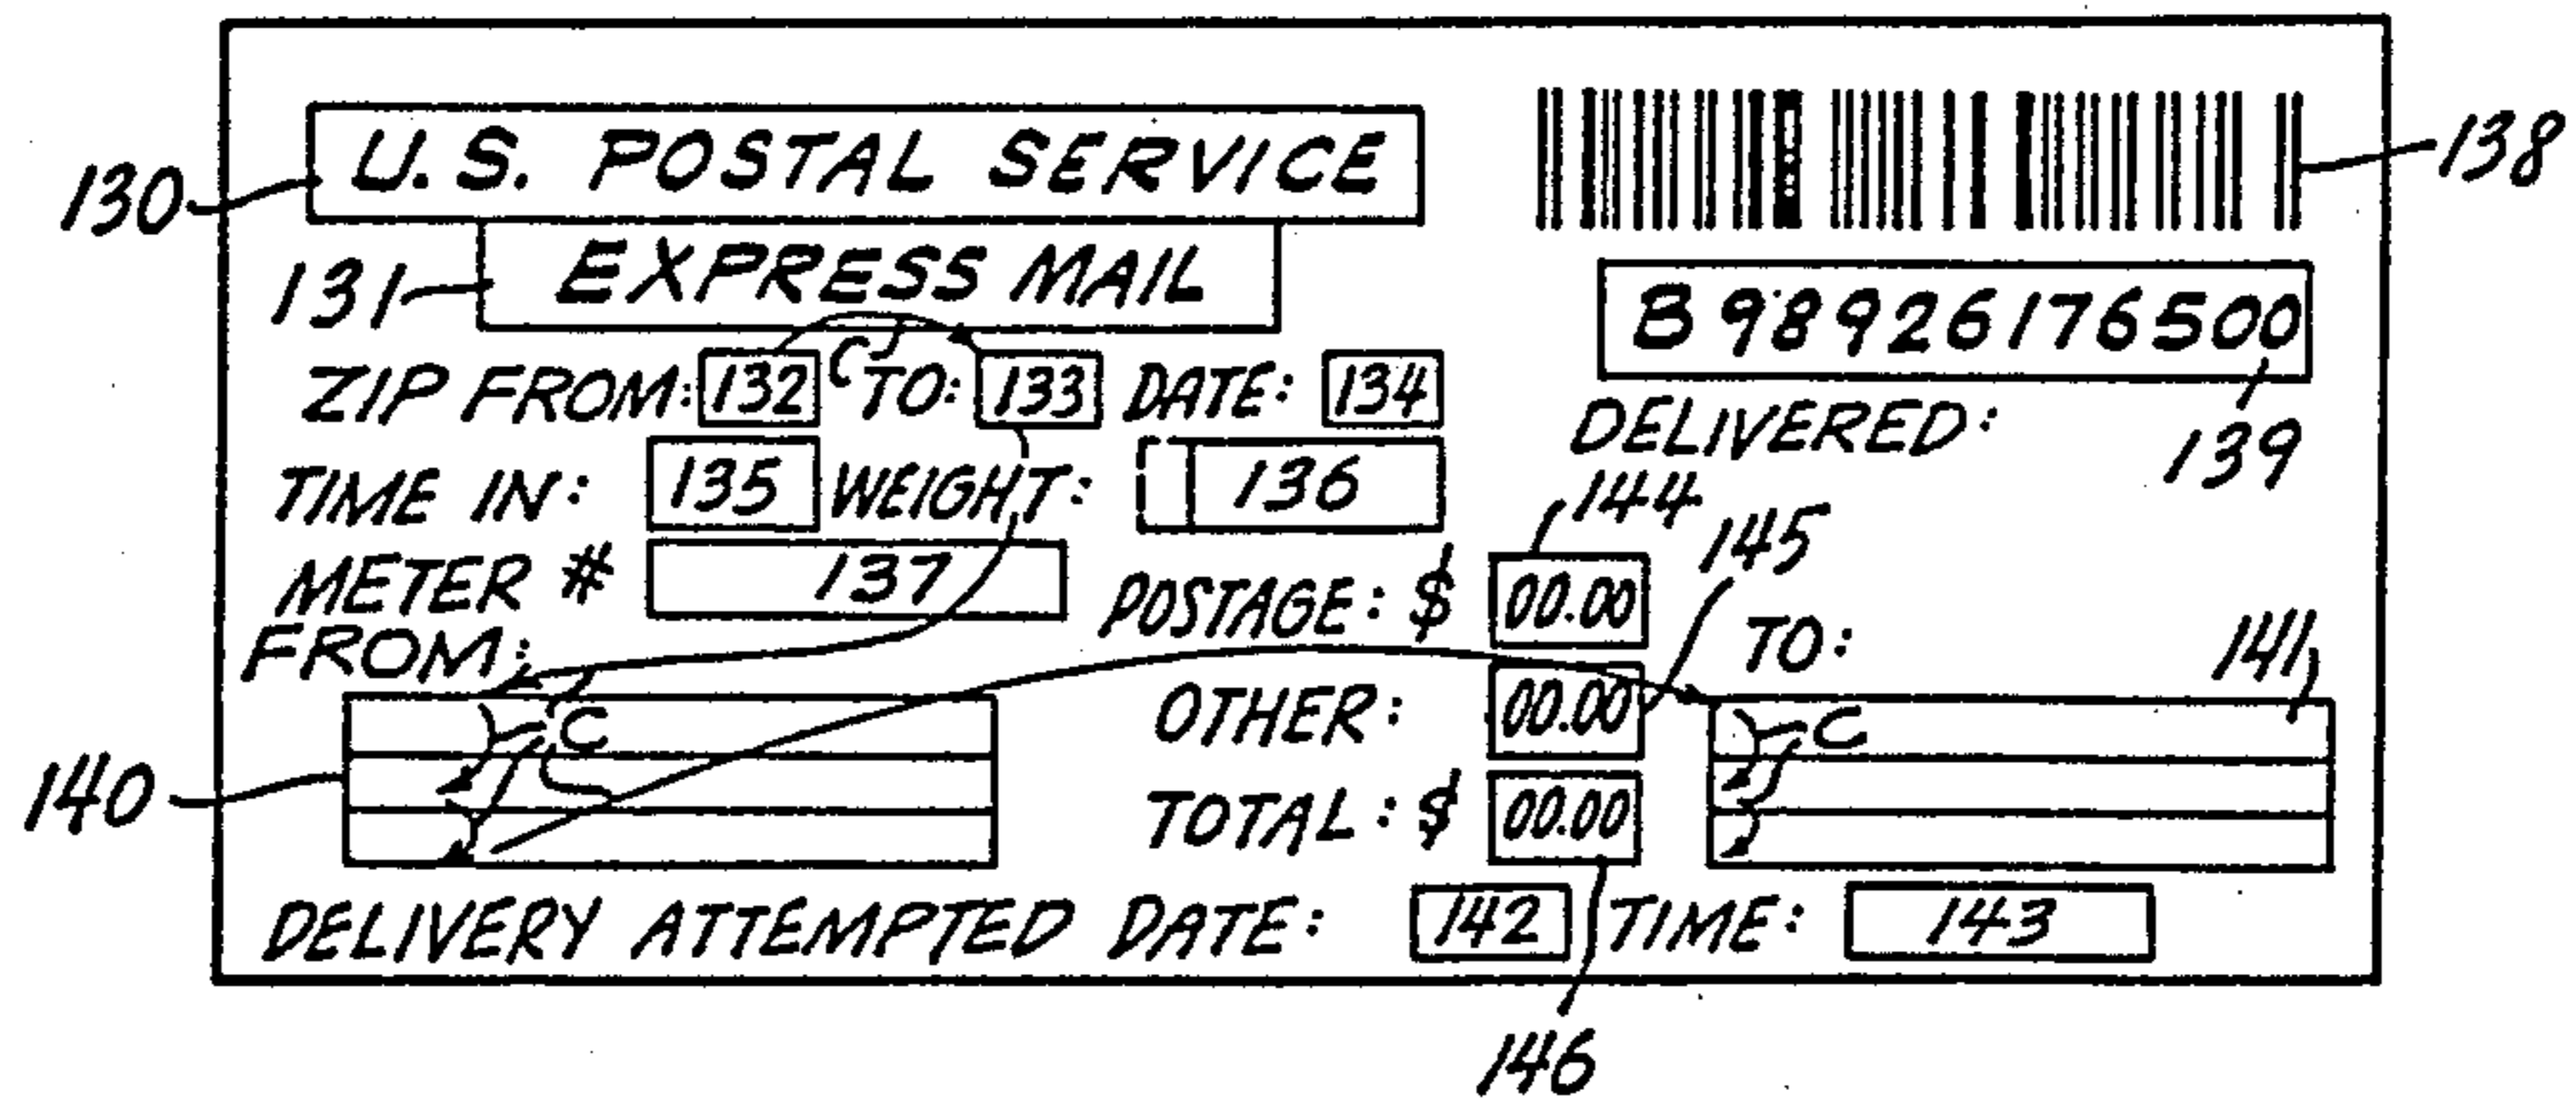 130 U.S. POSTAL SERVICE 138
131 EXPRESS MAIL
B98926176500
139
ZIP FROM: 132 C TO: 133 DATE: 134
DELIVERED:
TIME IN: 135 WEIGHT: 136
144
145
METER # 137
POSTAGE: $ 00.00
FROM:
TO:
141
C
OTHER: 00.00
C
140
TOTAL: $ 00.00
DELIVERY ATTEMPTED DATE: 142 TIME: 143
146